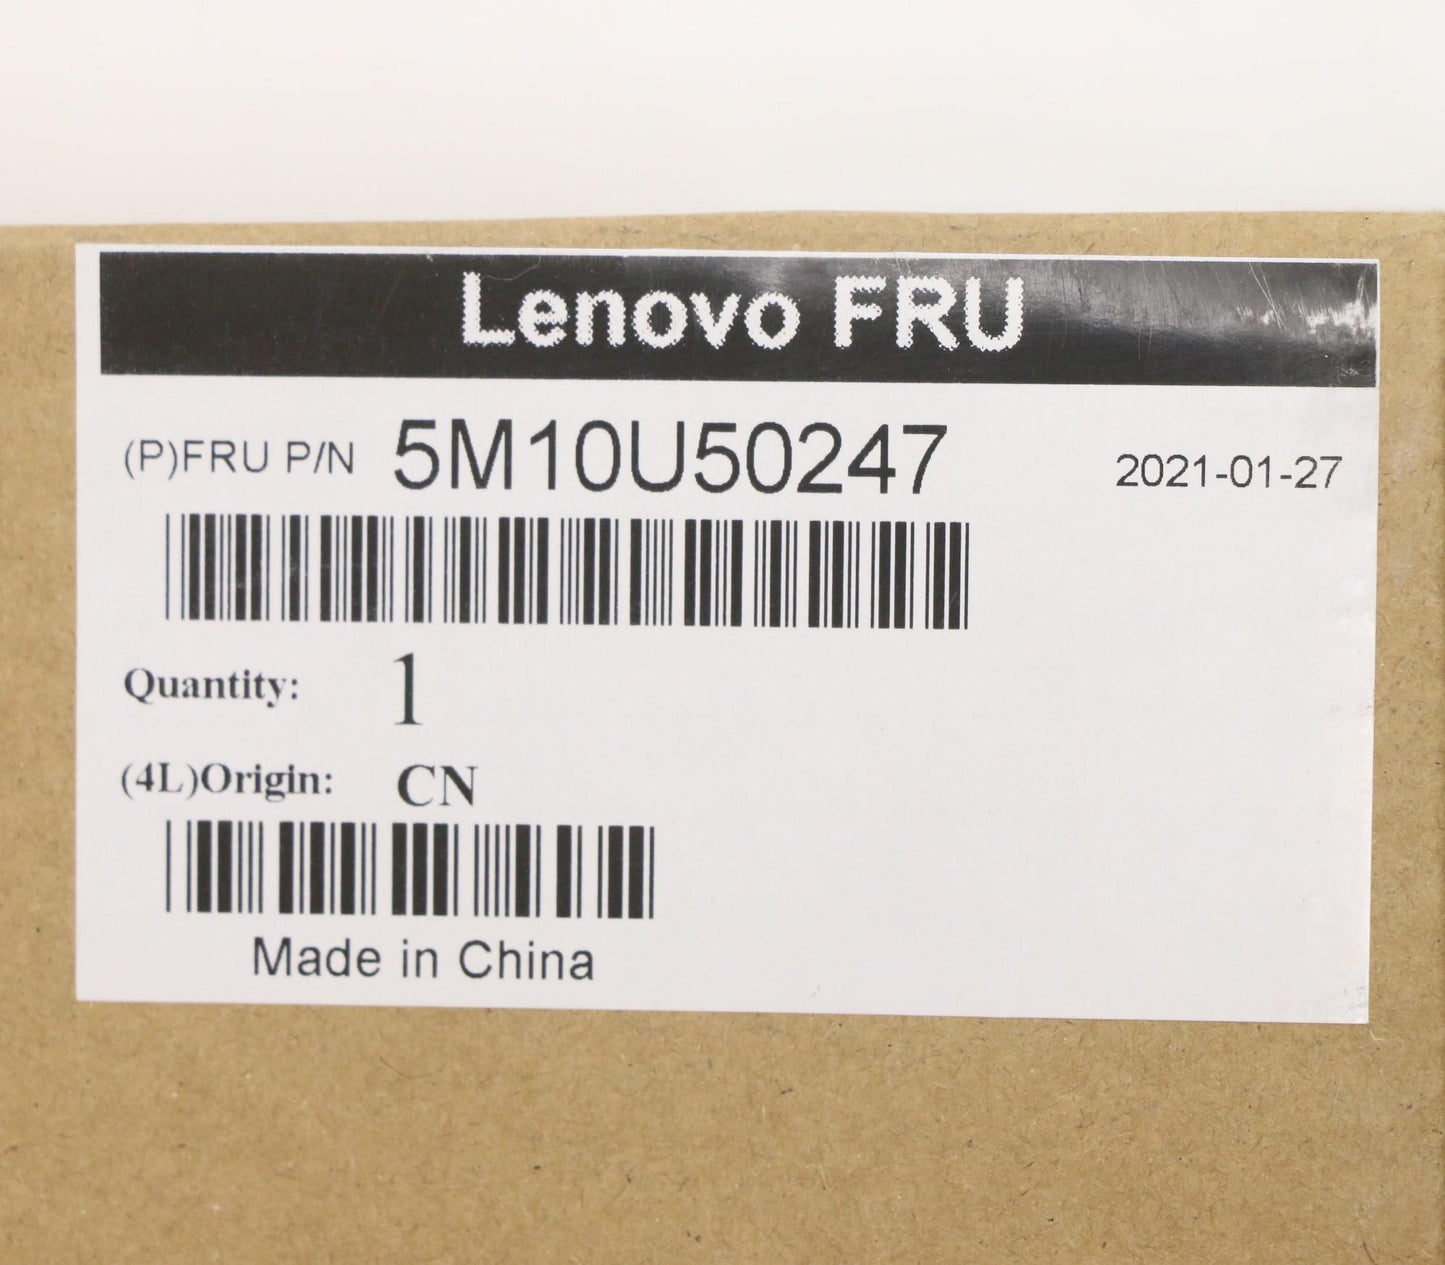 Lenovo FRU
(P)FRU P/N 5M10U50247 2021-01-27
Quantity: 1
(4L)Origin: CN
Made in China